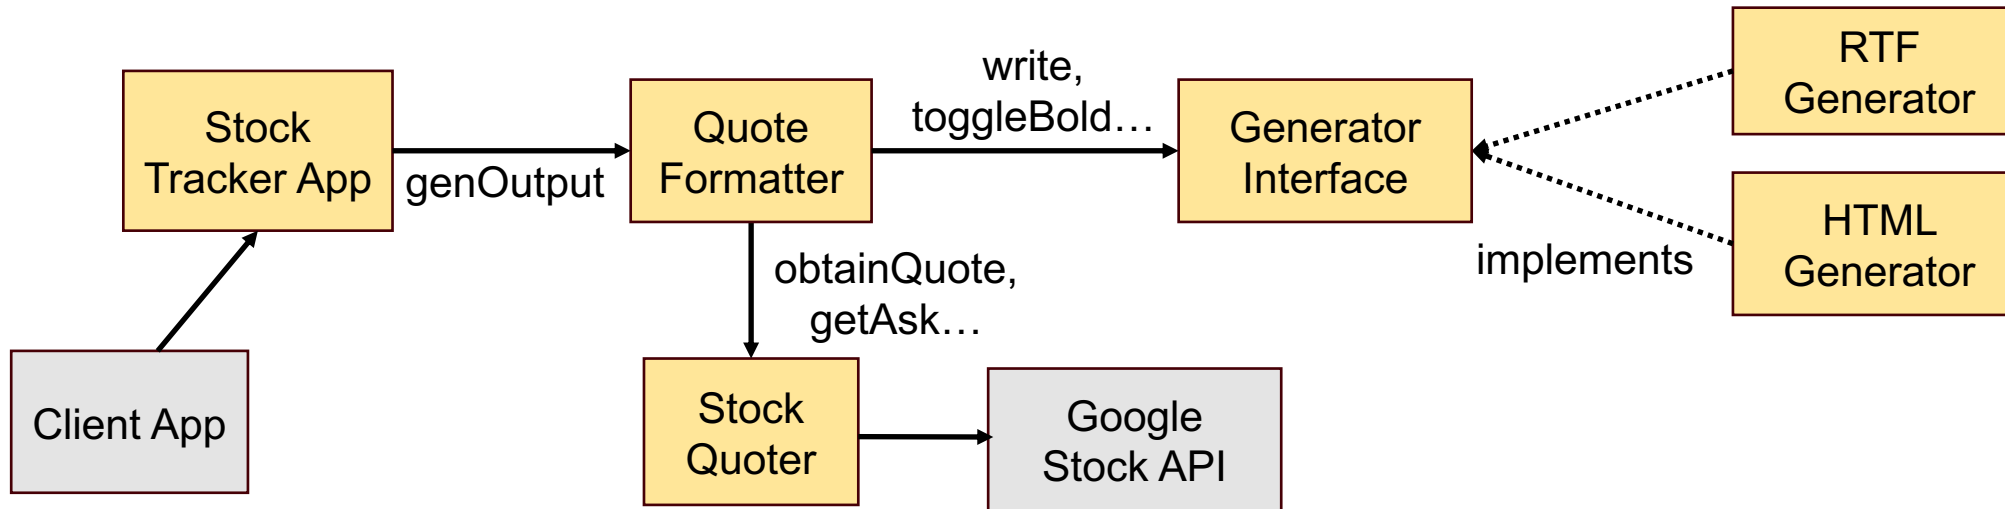 Stock
Tracker App
genOutput
Quote
Formatter
write,
toggleBold…
Generator
Interface
RTF
Generator
HTML
Generator
implements
obtainQuote,
getAsk…
Client App
Stock
Quoter
Google
Stock API